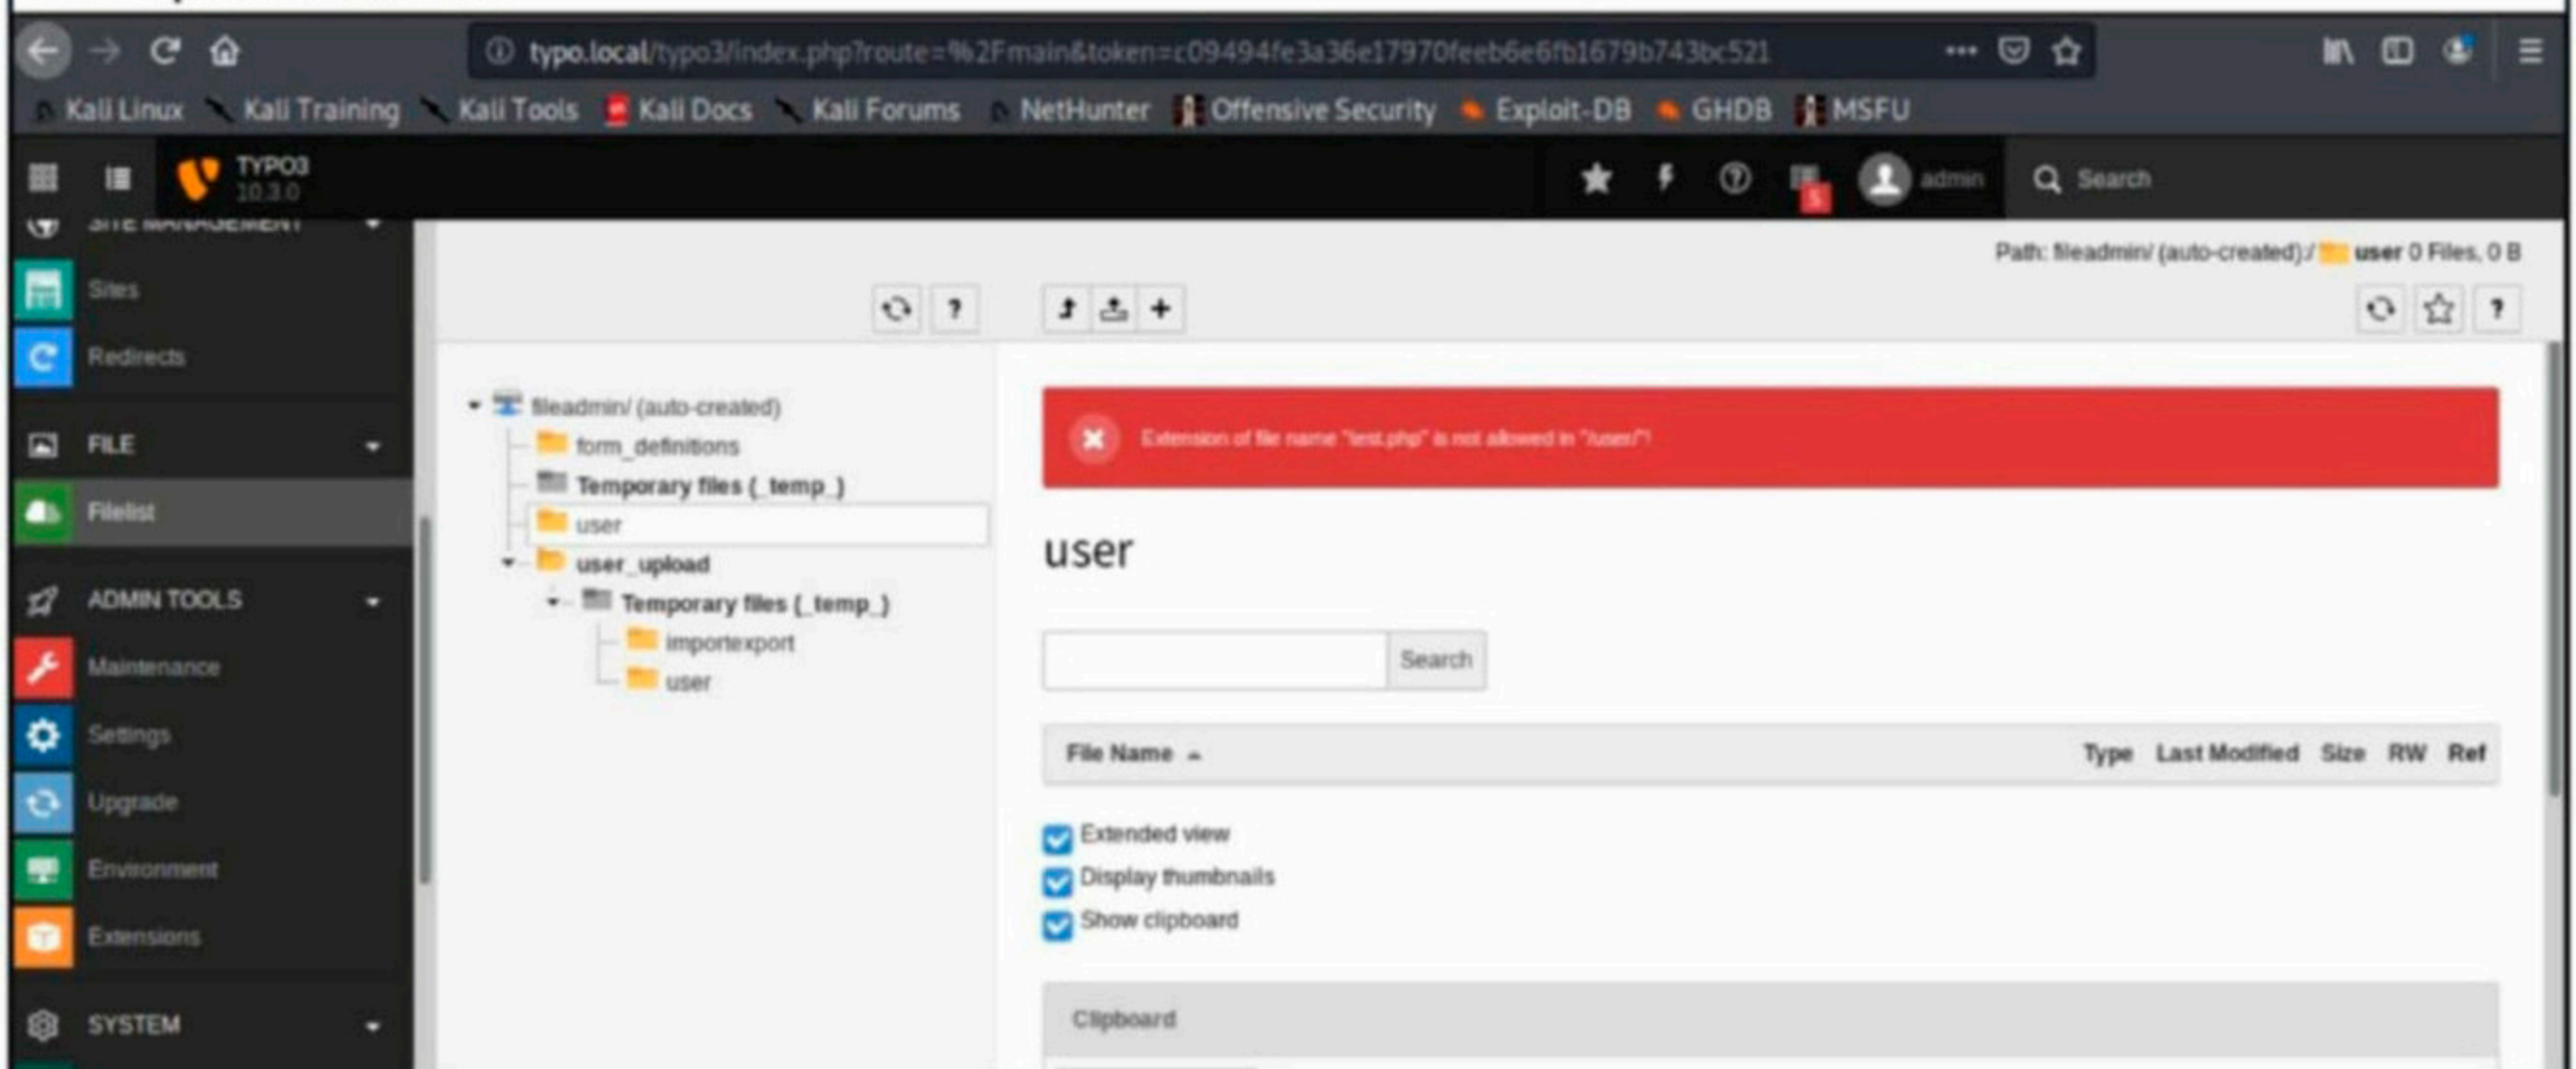 typo.local/typo3/index.php?route=%2Fmain&token=c09494fe3a36e17970feeb6e6fb1679b743bc521
Kali Linux Kali Training Kali Tools Kali Docs Kali Forums NetHunter Offensive Security Exploit-DB GHDB MSFU
TYPO3
10.3.0
5 admin Search
SITE MANAGEMENT
Sites
Redirects
FILE
Filelist
ADMIN TOOLS
Maintenance
Settings
Upgrade
Environment
Extensions
SYSTEM
fileadmin/ (auto-created)
form_definitions
Temporary files (_temp_)
user
user_upload
Temporary files (_temp_)
importexport
user
Path: fileadmin/ (auto-created):/ user 0 Files, 0 B
Extension of file name "test.php" is not allowed in "/user/"!
user
Search
File Name Type Last Modified Size RW Ref
Extended view
Display thumbnails
Show clipboard
Clipboard